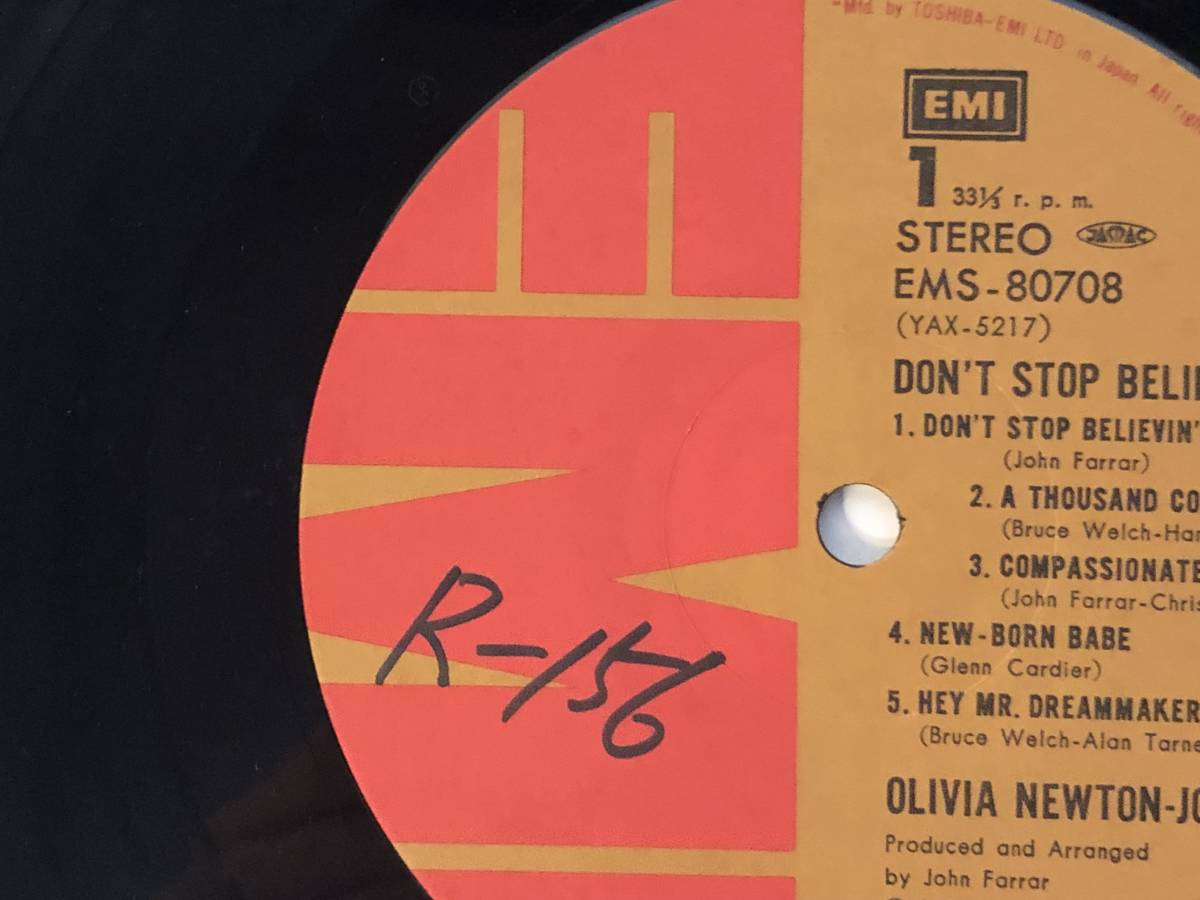 -Mfd. by TOSHIBA-EMI LTD. in Japan. All
EMI
1
33⅓ r. p. m.
STEREO JASRAC
EMS-80708
(YAX-5217)
DON'T STOP BELI
1. DON'T STOP BELIEVIN'
(John Farrar)
2. A THOUSAND CO
(Bruce Welch-Han
3. COMPASSIONATE
(John Farrar-Chris
4. NEW-BORN BABE
(Glenn Cardier)
5. HEY MR. DREAMMAKER
(Bruce Welch-Alan Tarne
OLIVIA NEWTON-JO
Produced and Arranged
by John Farrar
R-156